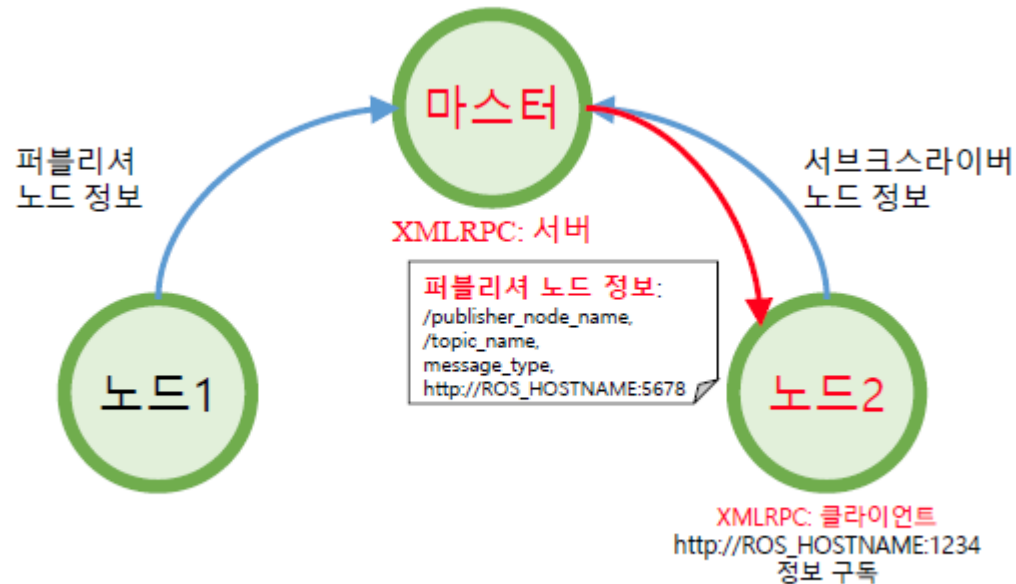 마스터
퍼블리셔
노드 정보
서브크스라이버
노드 정보
XMLRPC: 서버
퍼블리셔 노드 정보:
/publisher_node_name,
/topic_name,
message_type,
http://ROS_HOSTNAME:5678
노드1
노드2
XMLRPC: 클라이언트
http://ROS_HOSTNAME:1234
정보 구독